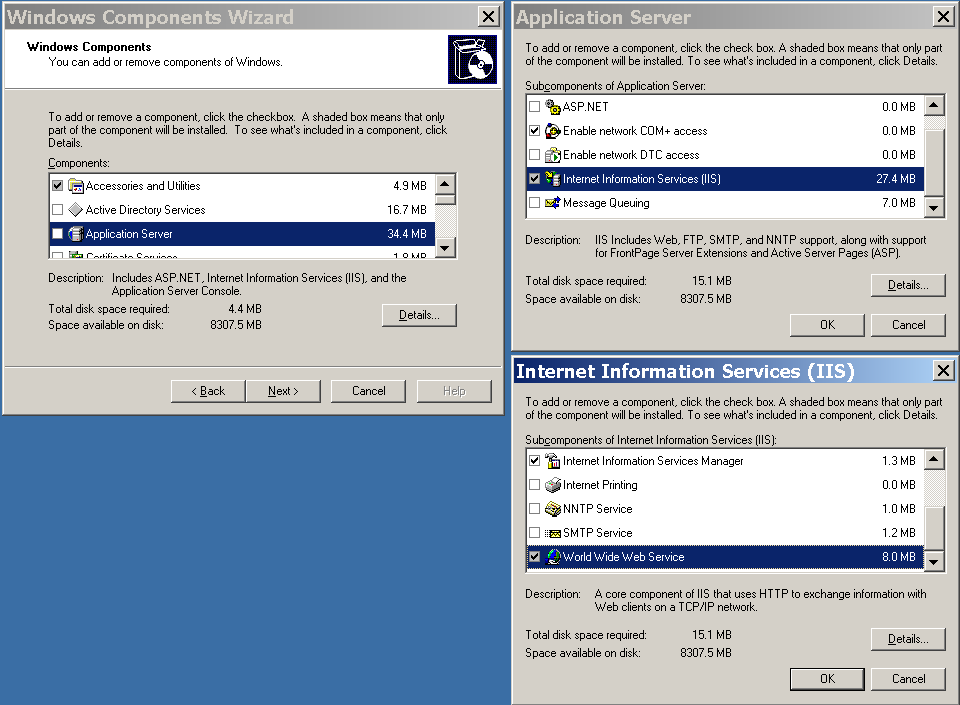 Windows Components Wizard
Windows Components
You can add or remove components of Windows.
To add or remove a component, click the checkbox. A shaded box means that only
part of the component will be installed. To see what's included in a component, click
Details.
Components:
Accessories and Utilities 4.9 MB
Active Directory Services 16.7 MB
Application Server 34.4 MB
Certificate Services 1.8 MB
Description: Includes ASP.NET, Internet Information Services (IIS), and the
Application Server Console.
Total disk space required: 4.4 MB
Space available on disk: 8307.5 MB
Details...
< Back Next > Cancel Help
Application Server
To add or remove a component, click the check box. A shaded box means that only part
of the component will be installed. To see what's included in a component, click Details.
Subcomponents of Application Server:
ASP.NET 0.0 MB
Enable network COM+ access 0.0 MB
Enable network DTC access 0.0 MB
Internet Information Services (IIS) 27.4 MB
Message Queuing 7.0 MB
Description: IIS Includes Web, FTP, SMTP, and NNTP support, along with support
for FrontPage Server Extensions and Active Server Pages (ASP).
Total disk space required: 15.1 MB
Space available on disk: 8307.5 MB
Details...
OK Cancel
Internet Information Services (IIS)
To add or remove a component, click the check box. A shaded box means that only part
of the component will be installed. To see what's included in a component, click Details.
Subcomponents of Internet Information Services (IIS):
Internet Information Services Manager 1.3 MB
Internet Printing 0.0 MB
NNTP Service 1.0 MB
SMTP Service 1.2 MB
World Wide Web Service 8.0 MB
Description: A core component of IIS that uses HTTP to exchange information with
Web clients on a TCP/IP network.
Total disk space required: 15.1 MB
Space available on disk: 8307.5 MB
Details...
OK Cancel